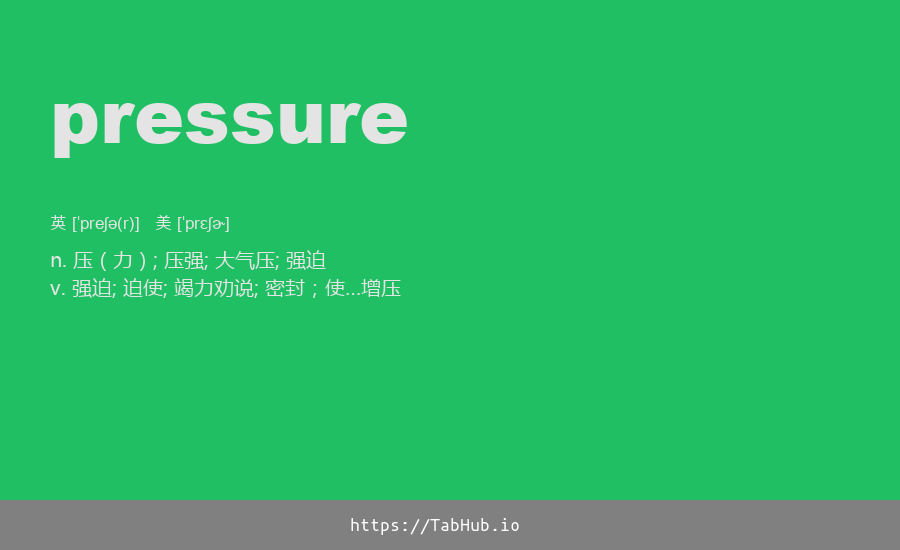 pressure
英 [ˈpreʃə(r)] 美 [ˈprɛʃɚ]
n. 压（力）; 压强; 大气压; 强迫
v. 强迫; 迫使; 竭力劝说; 密封；使...增压
https://TabHub.io